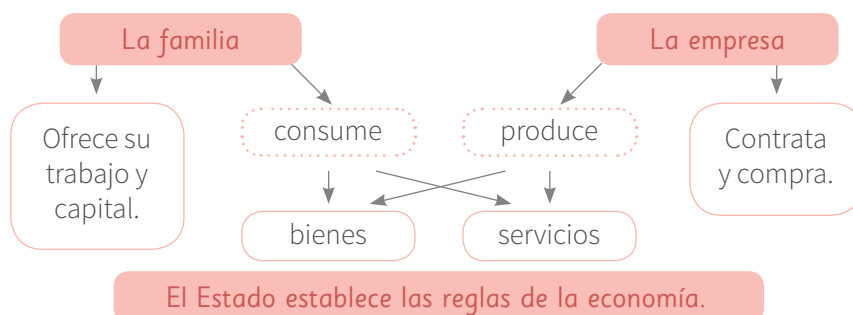 La familia
La empresa
Ofrece su
trabajo y
capital.
consume
produce
Contrata
y compra.
bienes
servicios
El Estado establece las reglas de la economía.